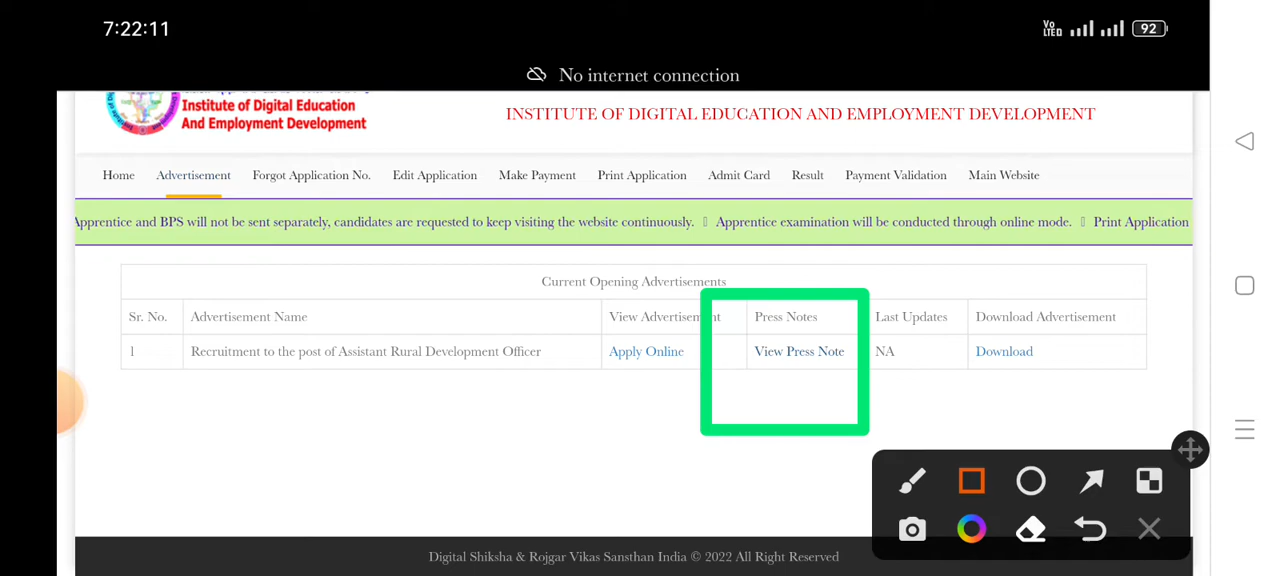 7:22:11
Vo LTED 92
No internet connection
Institute of Digital Education
And Employment Development
INSTITUTE OF DIGITAL EDUCATION AND EMPLOYMENT DEVELOPMENT
Home Advertisement Forgot Application No. Edit Application Make Payment Print Application Admit Card Result Payment Validation Main Website
Apprentice and BPS will not be sent separately, candidates are requested to keep visiting the website continuously. Apprentice examination will be conducted through online mode. Print Application
Current Opening Advertisements
Sr. No. Advertisement Name View Advertisement Press Notes Last Updates Download Advertisement
1 Recruitment to the post of Assistant Rural Development Officer Apply Online View Press Note NA Download
Digital Shiksha & Rojgar Vikas Sansthan India © 2022 All Right Reserved